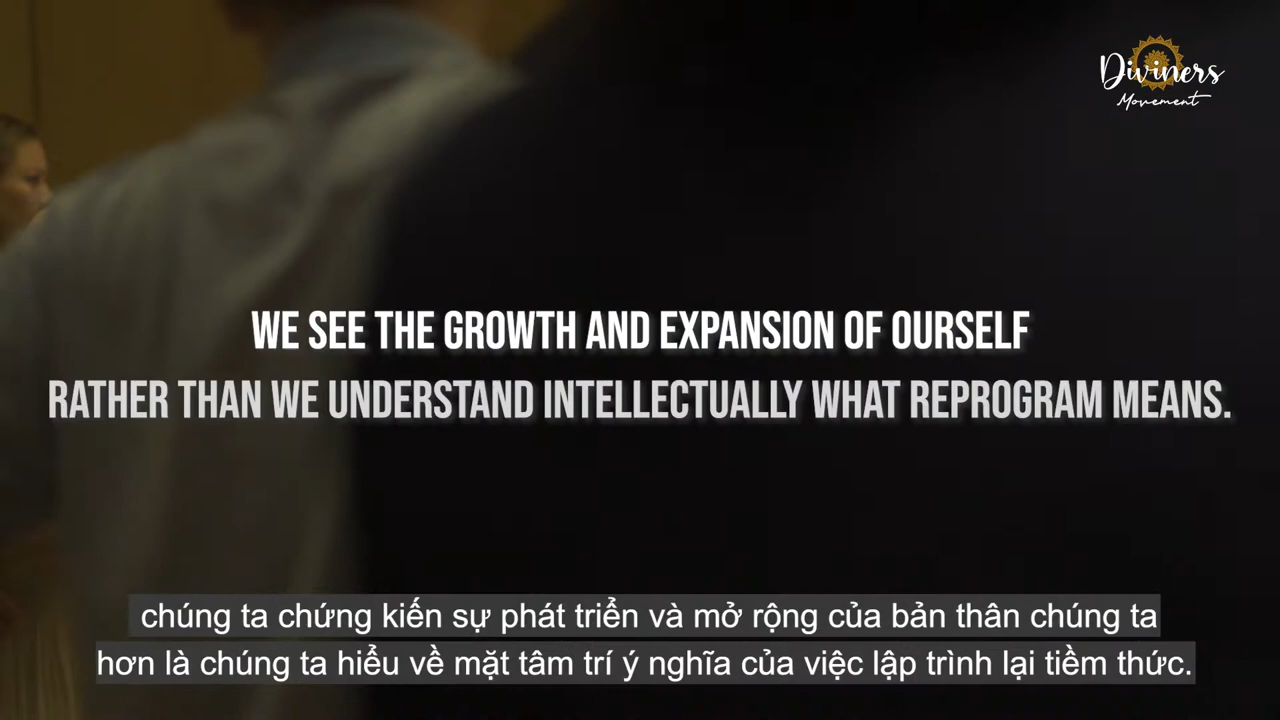 Diviners
Movement
WE SEE THE GROWTH AND EXPANSION OF OURSELF
RATHER THAN WE UNDERSTAND INTELLECTUALLY WHAT REPROGRAM MEANS.
chúng ta chứng kiến sự phát triển và mở rộng của bản thân chúng ta
hơn là chúng ta hiểu về mặt tâm trí ý nghĩa của việc lập trình lại tiềm thức.